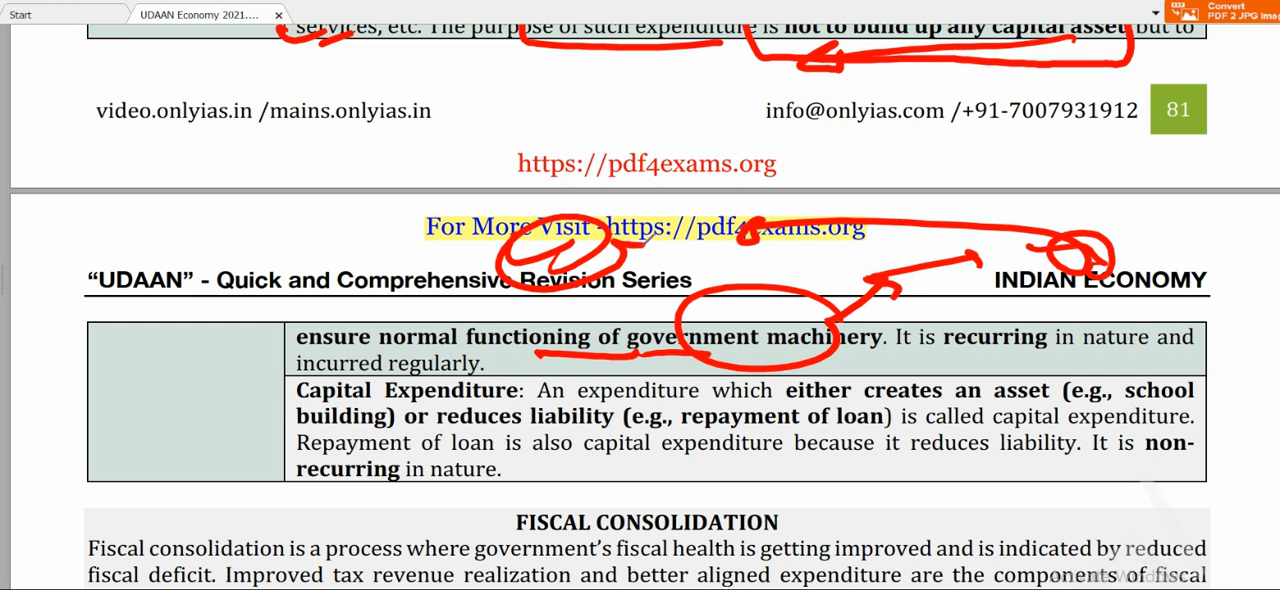 Start
UDAAN Economy 2021....
Convert
PDF 2 JPG Imag
services, etc. The purpose of such expenditure is not to build up any capital asset but to
video.onlyias.in /mains.onlyias.in
info@onlyias.com /+91-7007931912
81
https://pdf4exams.org
For More Visit -https://pdf4exams.org
“UDAAN” - Quick and Comprehensive Revision Series
INDIAN ECONOMY
ensure normal functioning of government machinery. It is recurring in nature and
incurred regularly.
Capital Expenditure: An expenditure which either creates an asset (e.g., school
building) or reduces liability (e.g., repayment of loan) is called capital expenditure.
Repayment of loan is also capital expenditure because it reduces liability. It is non-
recurring in nature.
FISCAL CONSOLIDATION
Fiscal consolidation is a process where government’s fiscal health is getting improved and is indicated by reduced
fiscal deficit. Improved tax revenue realization and better aligned expenditure are the components of fiscal
Activate Windows